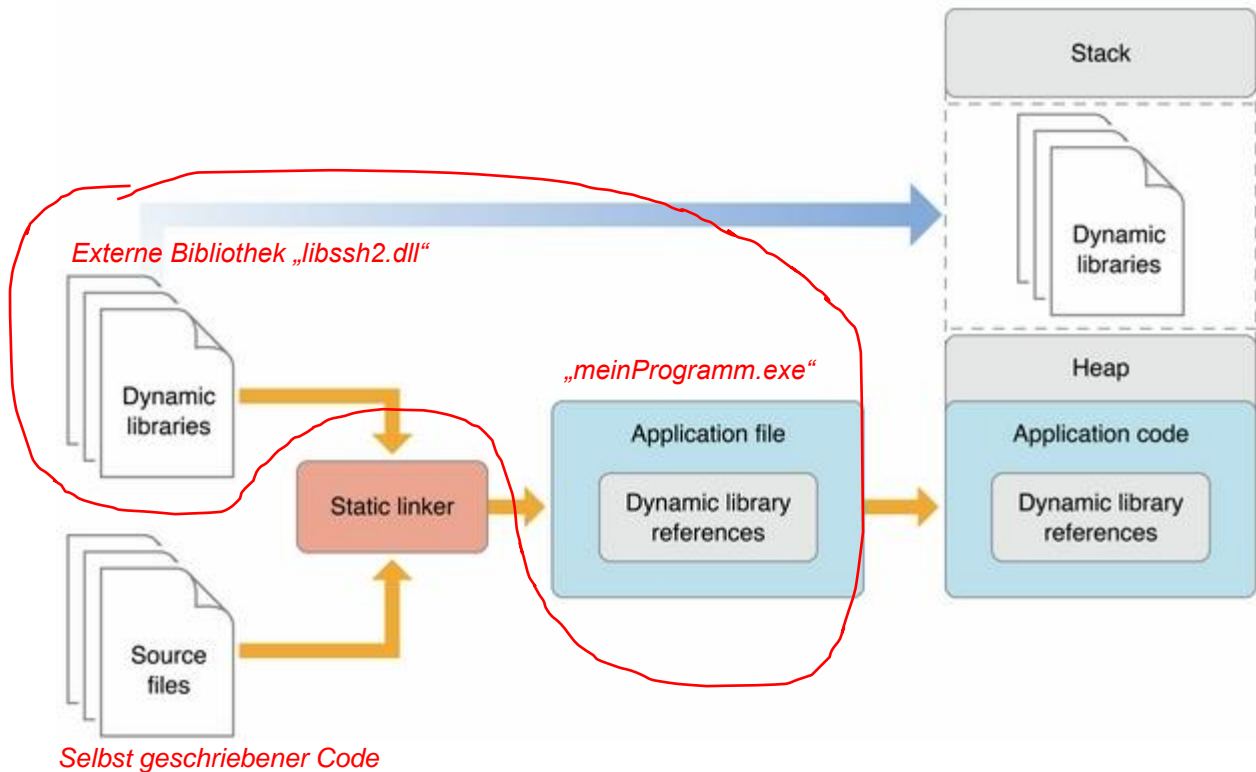 Stack
Externe Bibliothek „libssh2.dll“
Dynamic
libraries
„meinProgramm.exe“
Heap
Dynamic
libraries
Application file
Application code
Static linker
Dynamic library
references
Dynamic library
references
Source
files
Selbst geschriebener Code